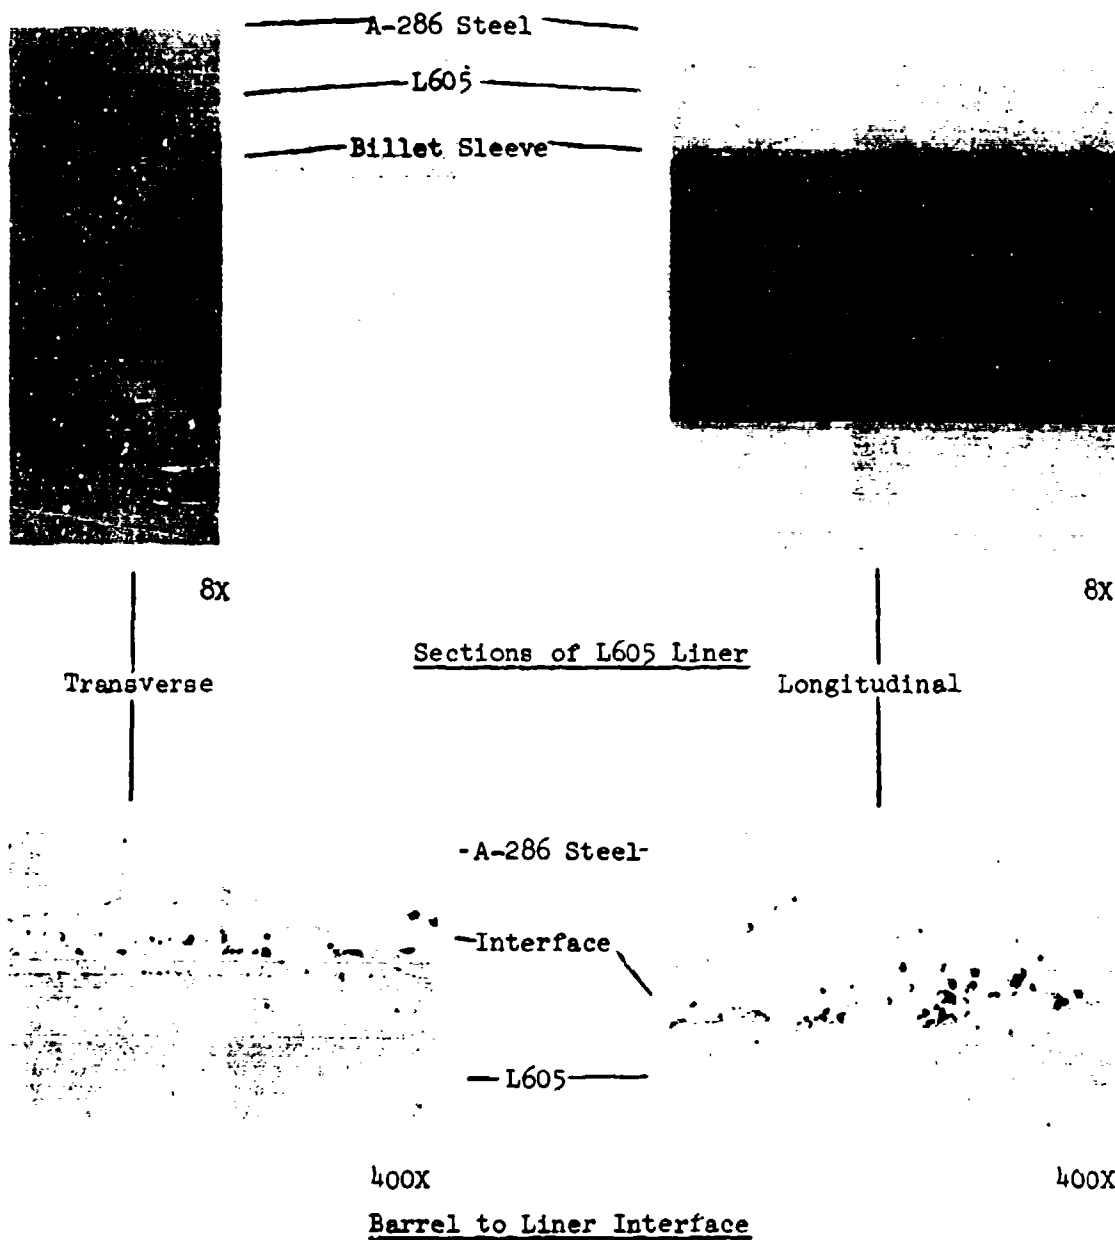 A-286 Steel
L605
Billet Sleeve
8X
8X
Sections of L605 Liner
Transverse
Longitudinal
-A-286 Steel-
Interface
L605
400X
400X
Barrel to Liner Interface